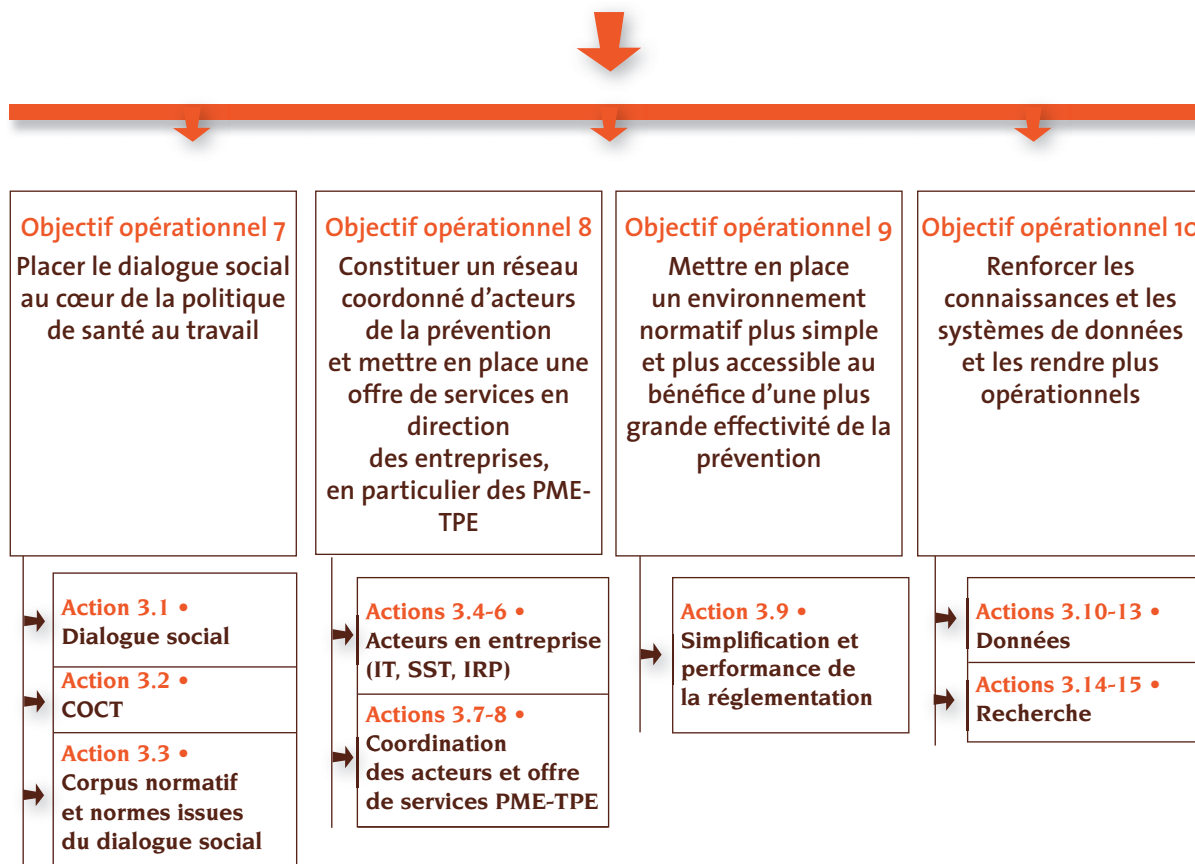 Objectif opérationnel 7
Placer le dialogue social
au cœur de la politique
de santé au travail
Objectif opérationnel 8
Constituer un réseau
coordonné d’acteurs
de la prévention
et mettre en place une
offre de services en
direction
des entreprises,
en particulier des PME-
TPE
Objectif opérationnel 9
Mettre en place
un environnement
normatif plus simple
et plus accessible au
bénéfice d’une plus
grande effectivité de la
prévention
Objectif opérationnel 10
Renforcer les
connaissances et les
systèmes de données
et les rendre plus
opérationnels
Action 3.1 •
Dialogue social
Action 3.2 •
COCT
Action 3.3 •
Corpus normatif
et normes issues
du dialogue social
Actions 3.4-6 •
Acteurs en entreprise
(IT, SST, IRP)
Actions 3.7-8 •
Coordination
des acteurs et offre
de services PME-TPE
Action 3.9 •
Simplification et
performance de
la réglementation
Actions 3.10-13 •
Données
Actions 3.14-15 •
Recherche